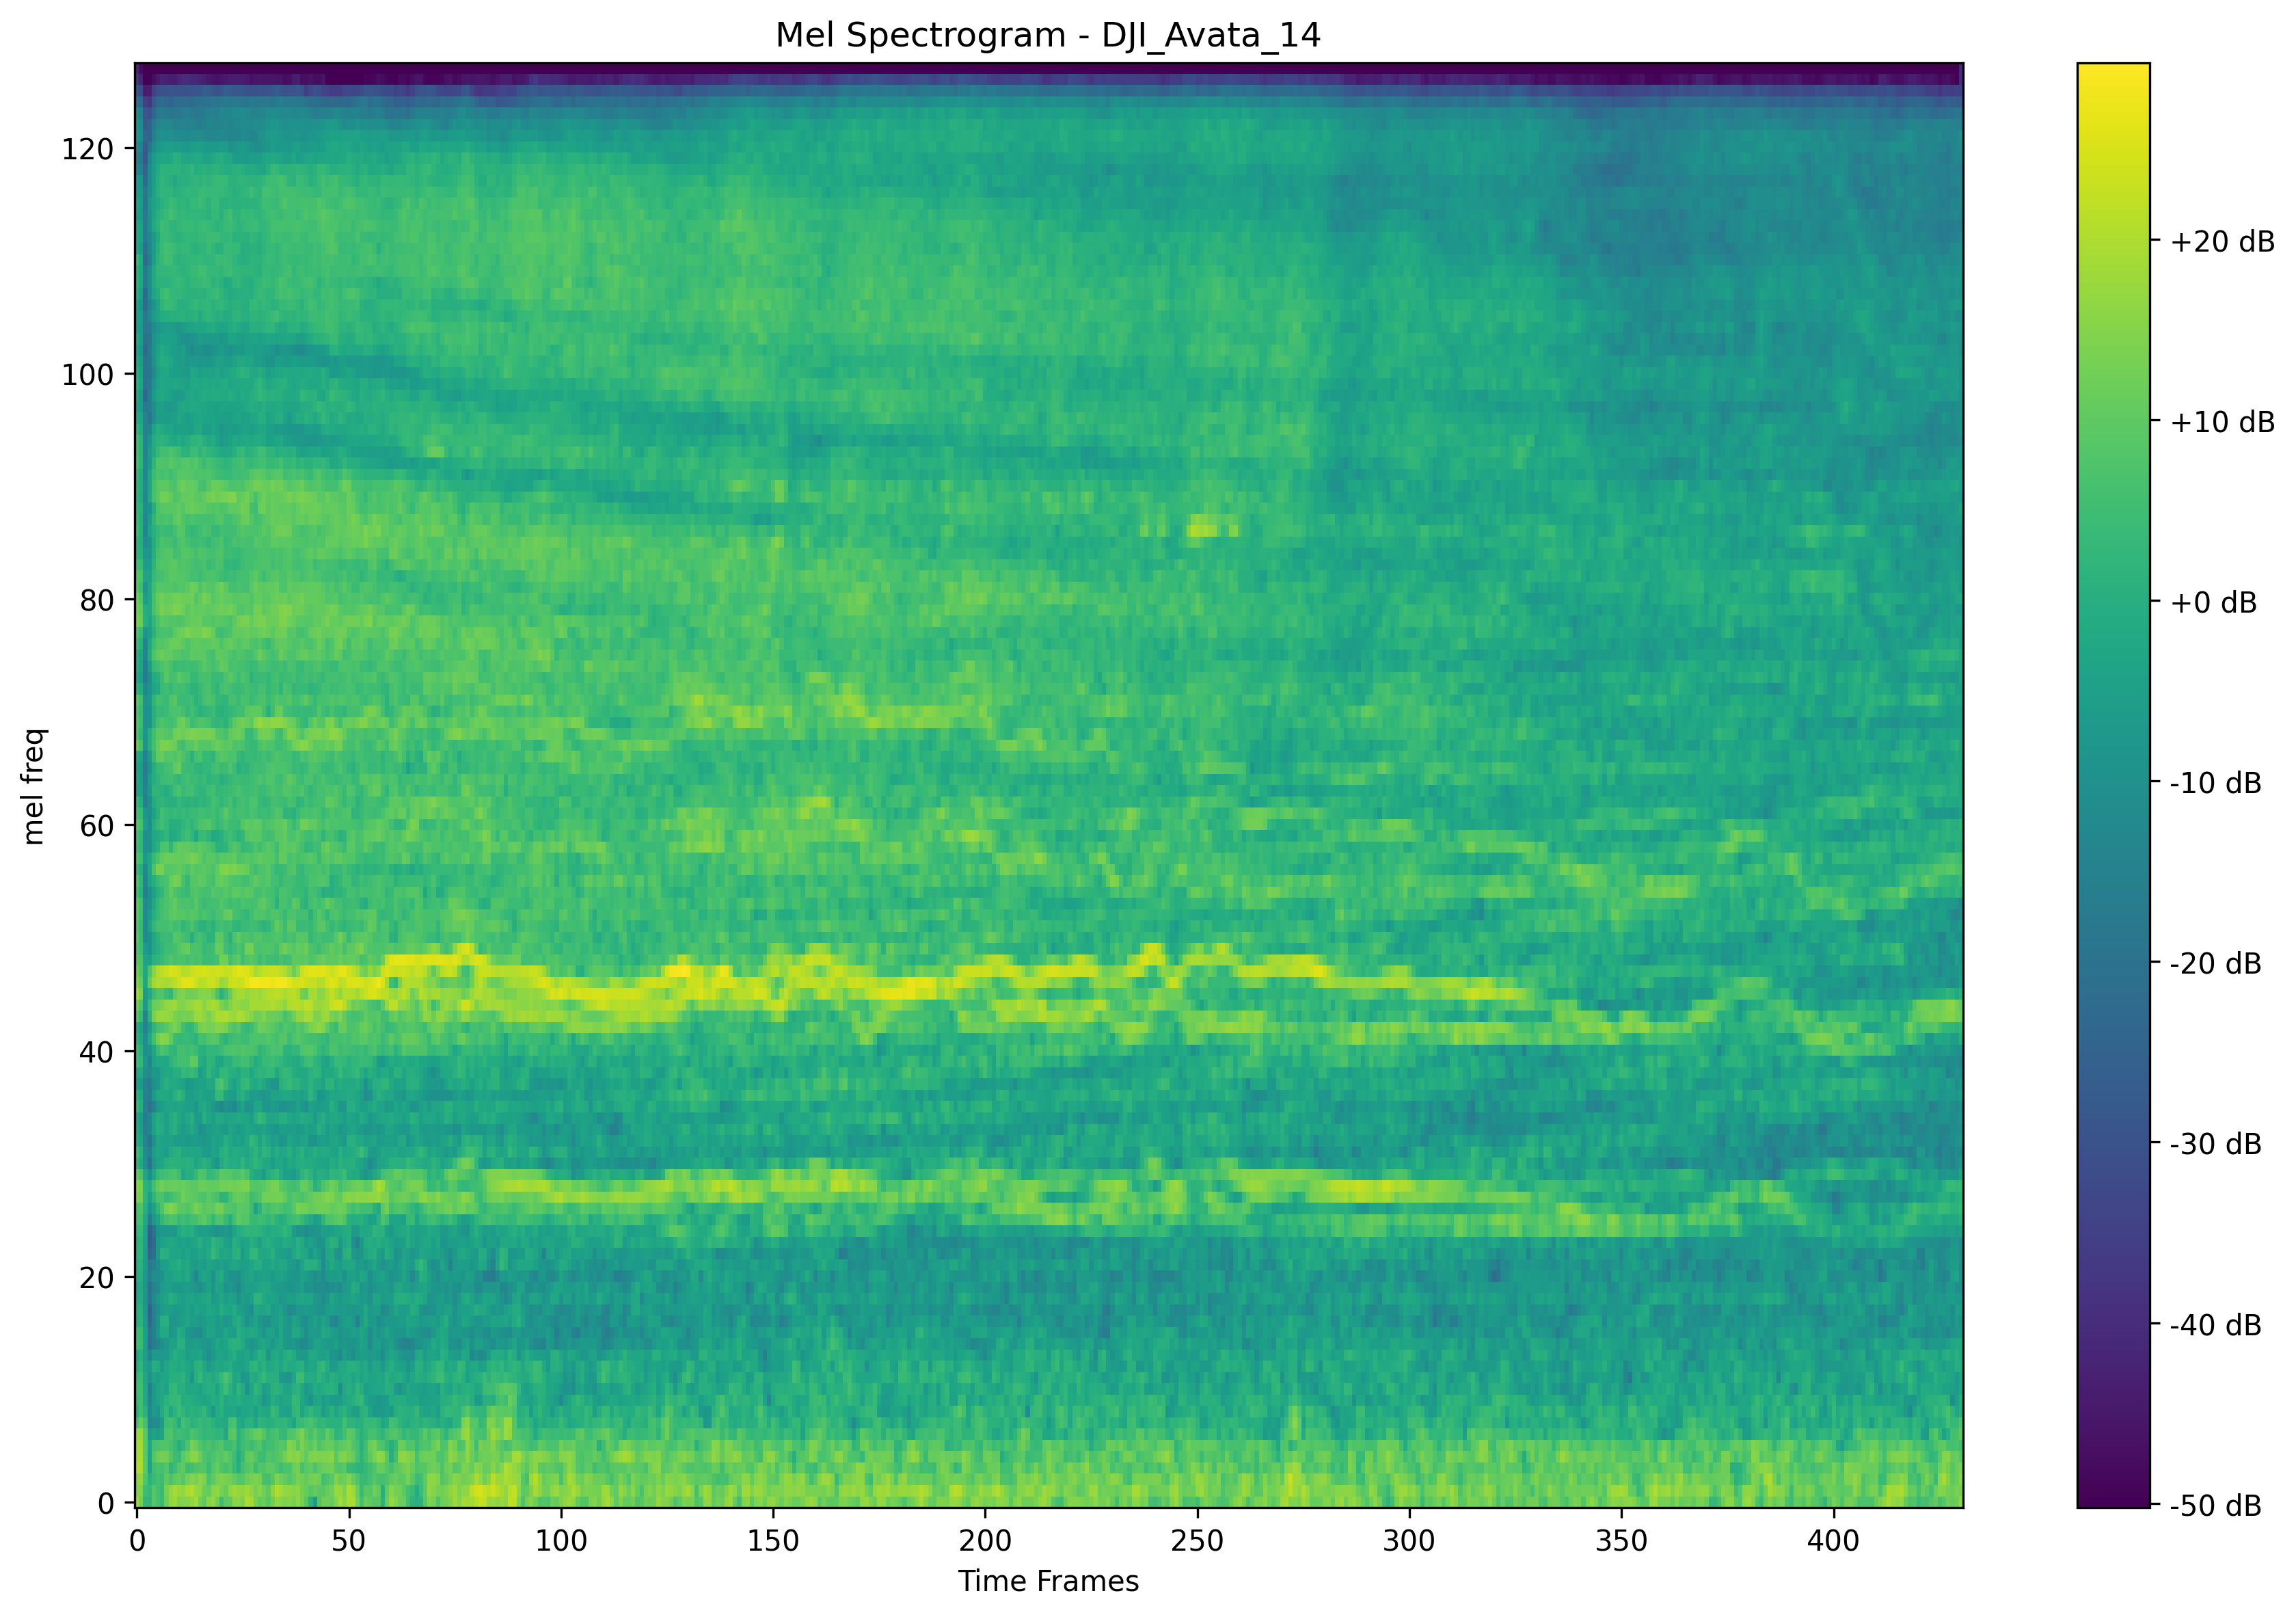 Mel Spectrogram - DJI_Avata_14
mel freq
120
100
80
60
40
20
0
0 50 100 150 200 250 300 350 400
Time Frames
+20 dB
+10 dB
+0 dB
-10 dB
-20 dB
-30 dB
-40 dB
-50 dB